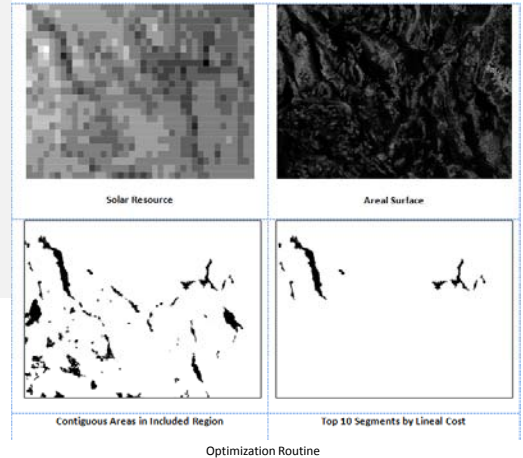 Solar Resource
Areal Surface
Contiguous Areas in Included Region
Top 10 Segments by Lineal Cost
Optimization Routine